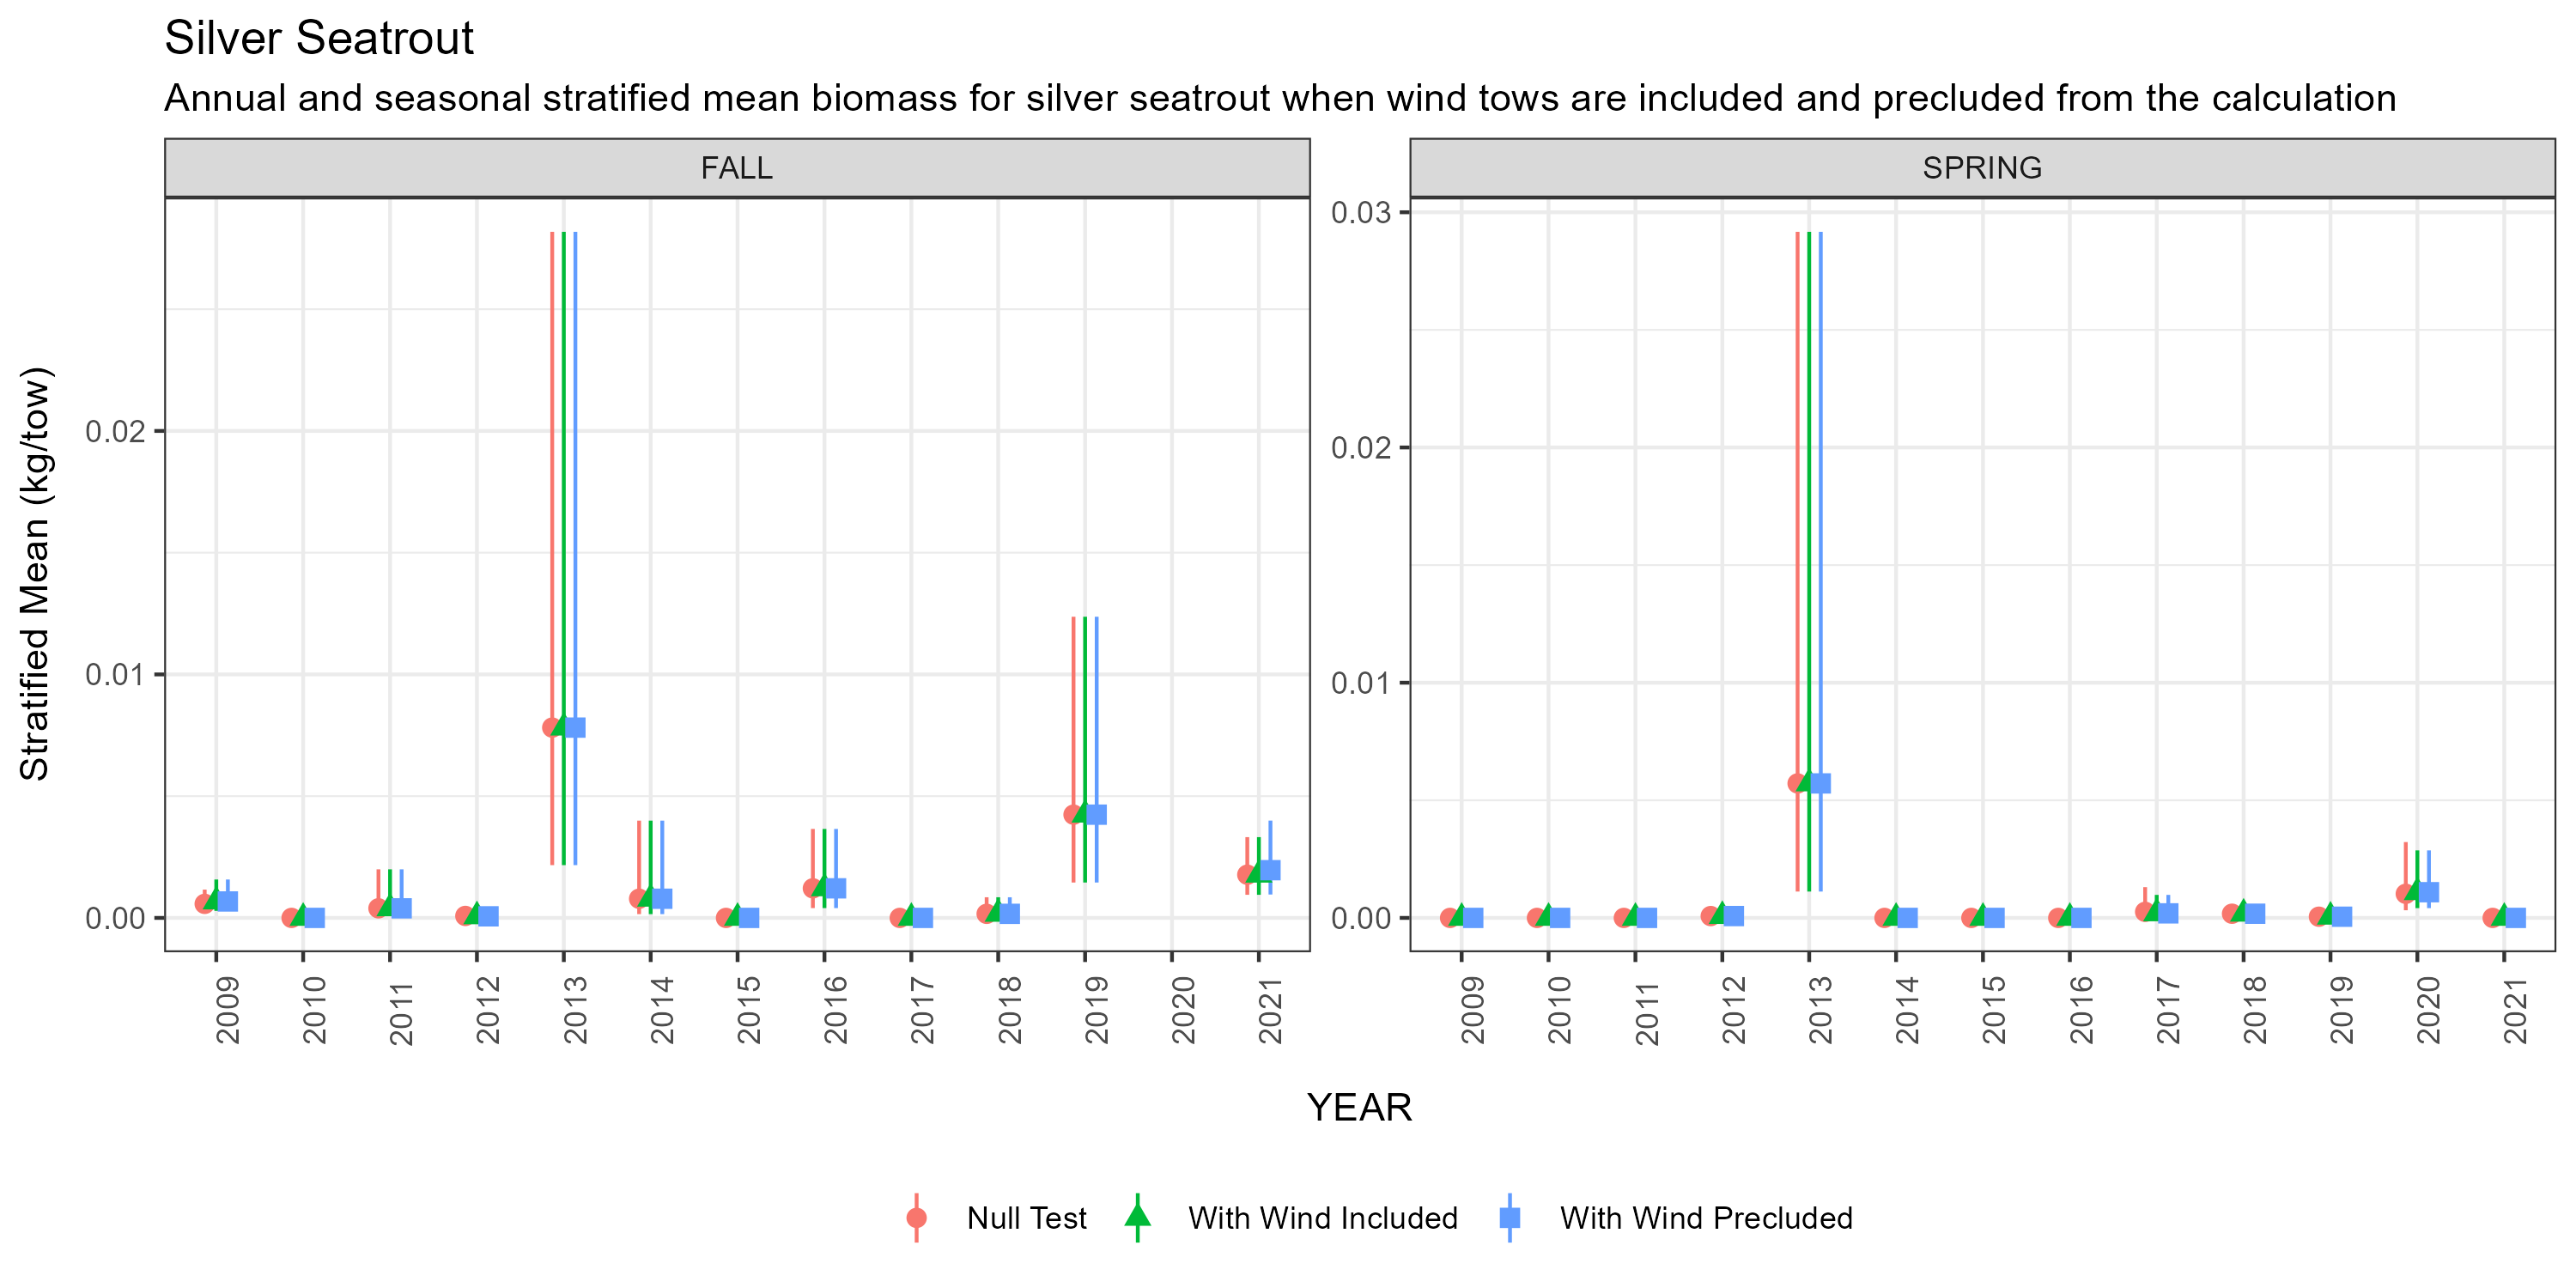 Silver Seatrout
Annual and seasonal stratified mean biomass for silver seatrout when wind tows are included and precluded from the calculation
FALL
SPRING
Stratified Mean (kg/tow)
0.02
0.01
0.00
0.03
0.02
0.01
0.00
2009 2010 2011 2012 2013 2014 2015 2016 2017 2018 2019 2020 2021
2009 2010 2011 2012 2013 2014 2015 2016 2017 2018 2019 2020 2021
YEAR
Null Test With Wind Included With Wind Precluded